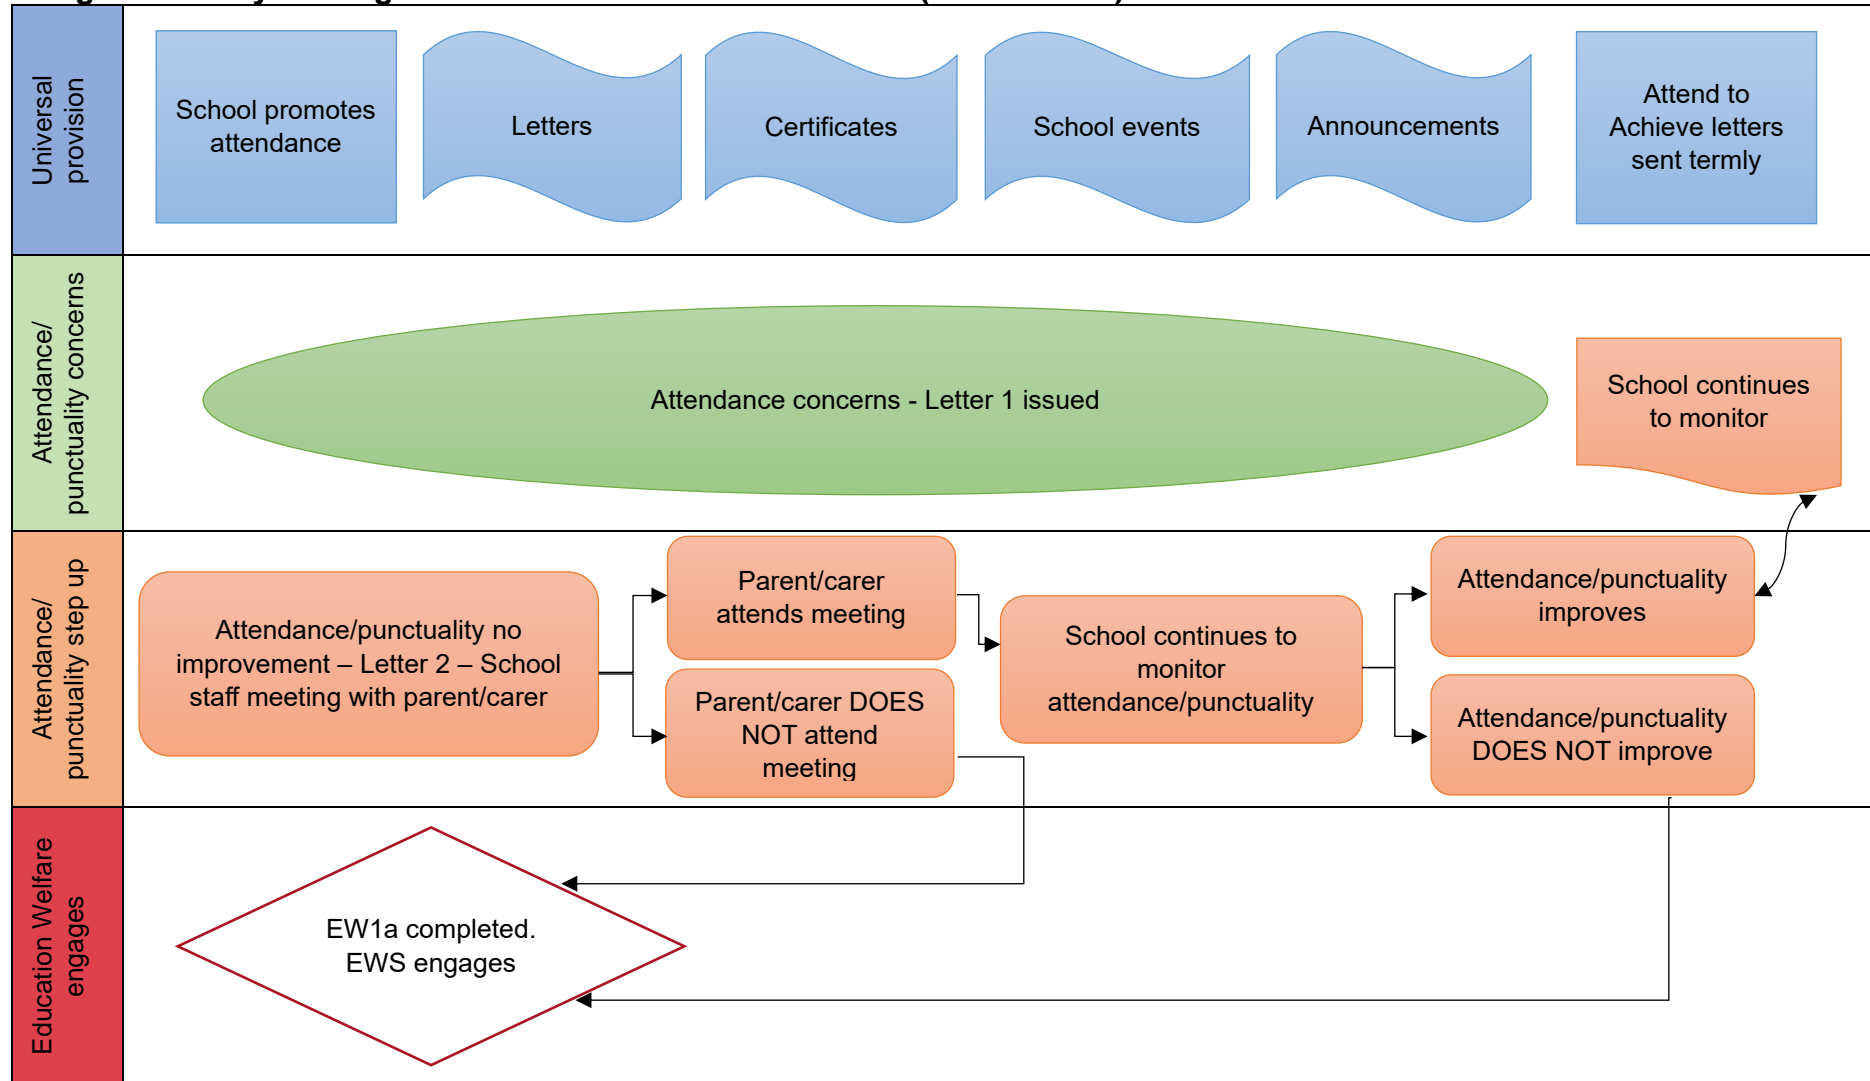 Universal
provision
School promotes
attendance
Letters
Certificates
School events
Announcements
Attend to
Achieve letters
sent termly
Attendance/
punctuality concerns
Attendance concerns - Letter 1 issued
School continues
to monitor
Attendance/
punctuality step up
Attendance/punctuality no
improvement – Letter 2 – School
staff meeting with parent/carer
Parent/carer
attends meeting
Parent/carer DOES
NOT attend
meeting
School continues to
monitor
attendance/punctuality
Attendance/punctuality
improves
Attendance/punctuality
DOES NOT improve
Education Welfare
engages
EW1a completed.
EWS engages